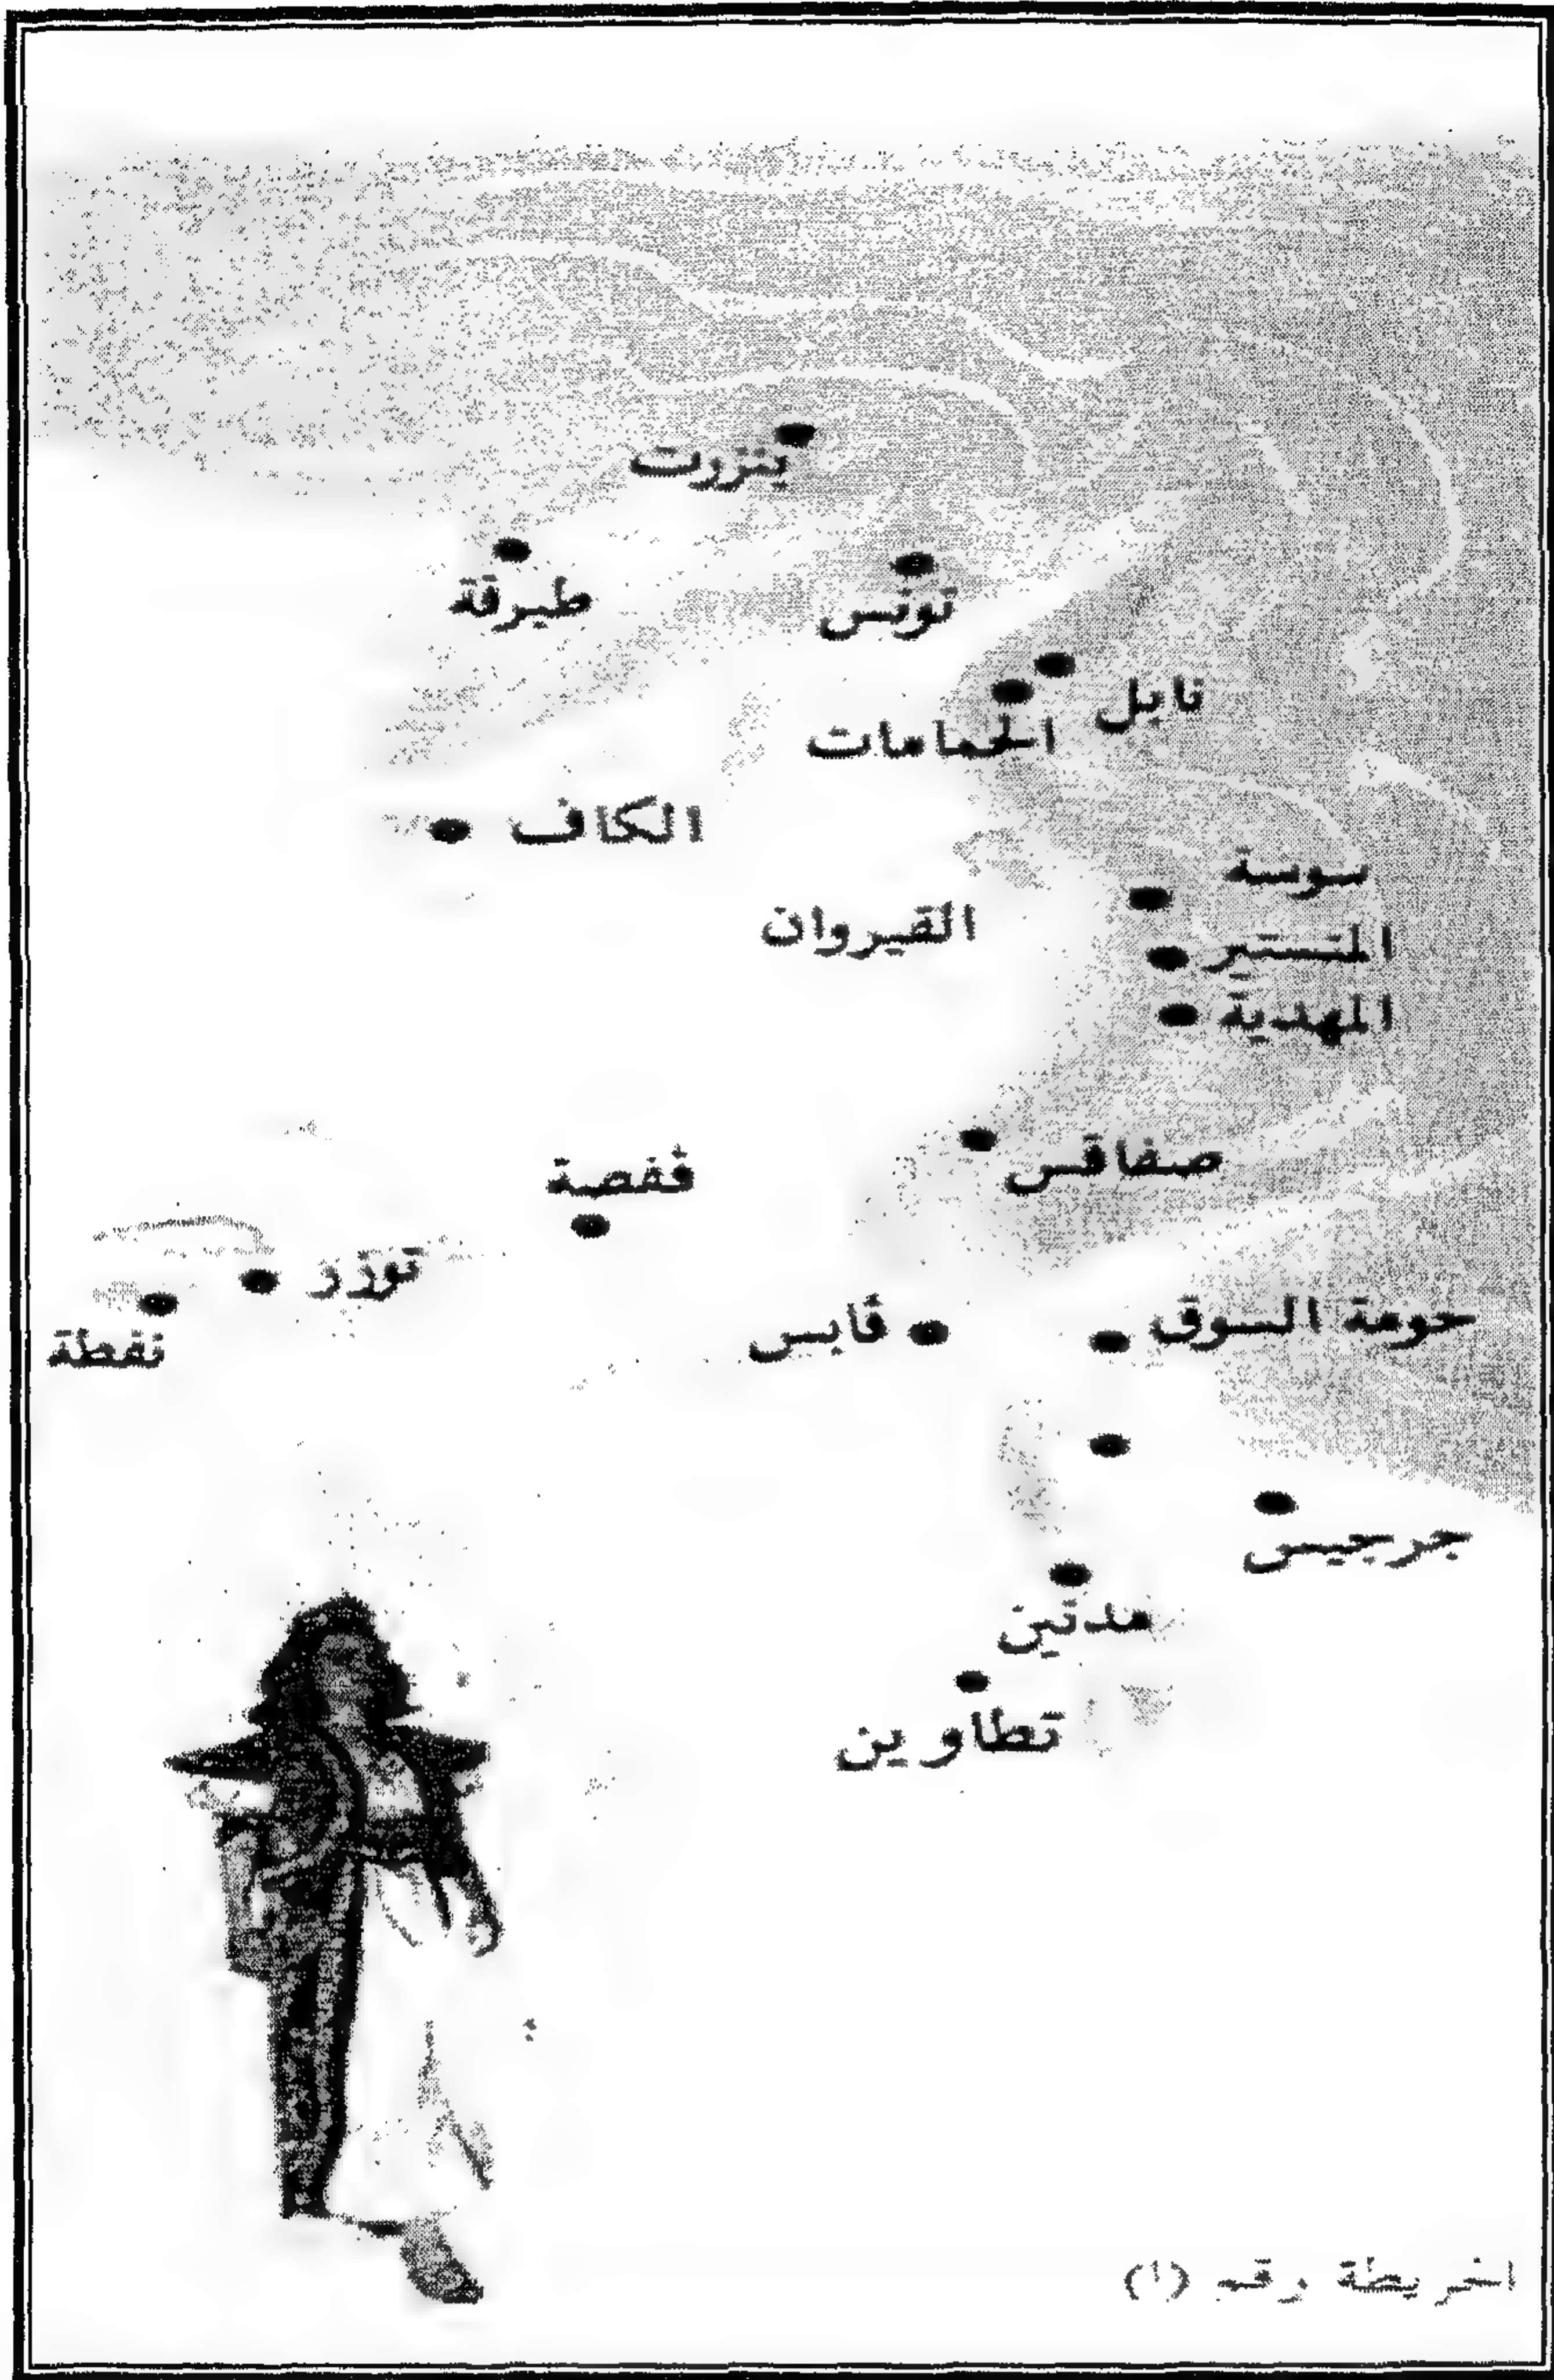 بنزرت
طبرقة
تونس
نابل
الحمامات
الكاف
سوسة
القيروان
المنستير
المهدية
صفاقس
قفصة
توزر
نفطة
قابس
حومة السوق
جرجيس
مدنين
تطاوين
الخريطة رقم (١)